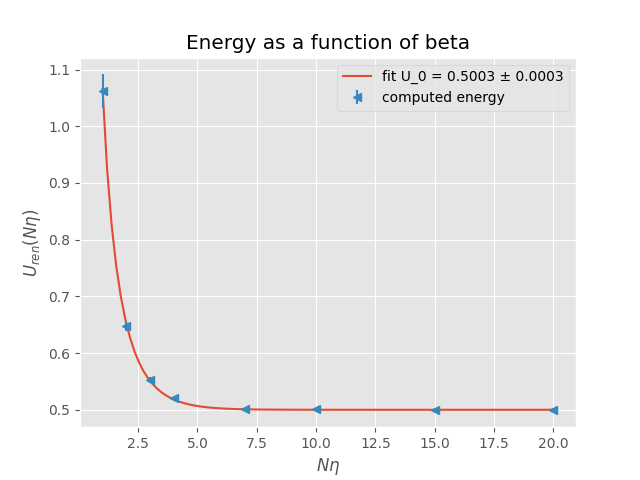 Energy as a function of beta
fit U_0 = 0.5003 ± 0.0003
computed energy
1.1
1.0
0.9
0.8
0.7
0.6
0.5
U_{ren}(Nη)
2.5 5.0 7.5 10.0 12.5 15.0 17.5 20.0
Nη